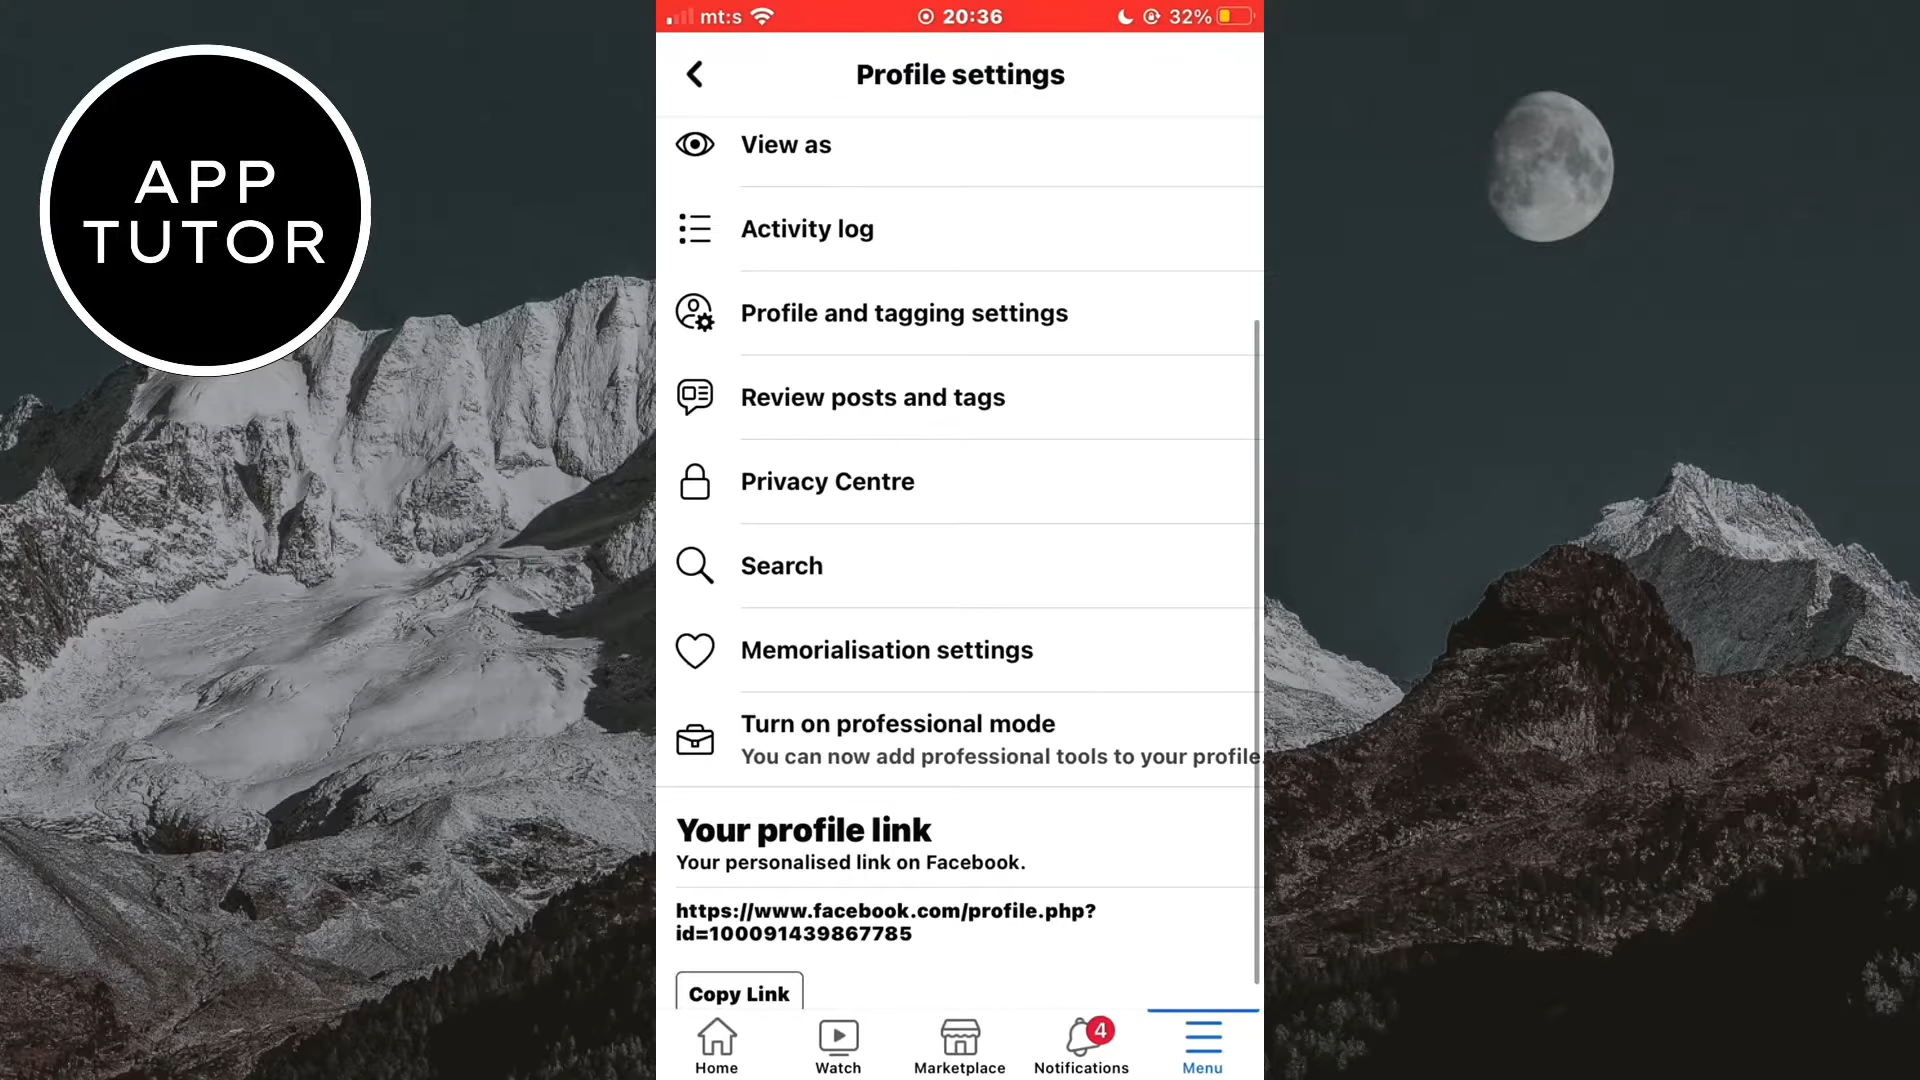 APP
TUTOR
mt:s 20:36 32%
Profile settings
View as
Activity log
Profile and tagging settings
Review posts and tags
Privacy Centre
Search
Memorialisation settings
Turn on professional mode
You can now add professional tools to your profile.
Your profile link
Your personalised link on Facebook.
https://www.facebook.com/profile.php?
id=100091439867785
Copy Link
4
Home Watch Marketplace Notifications Menu